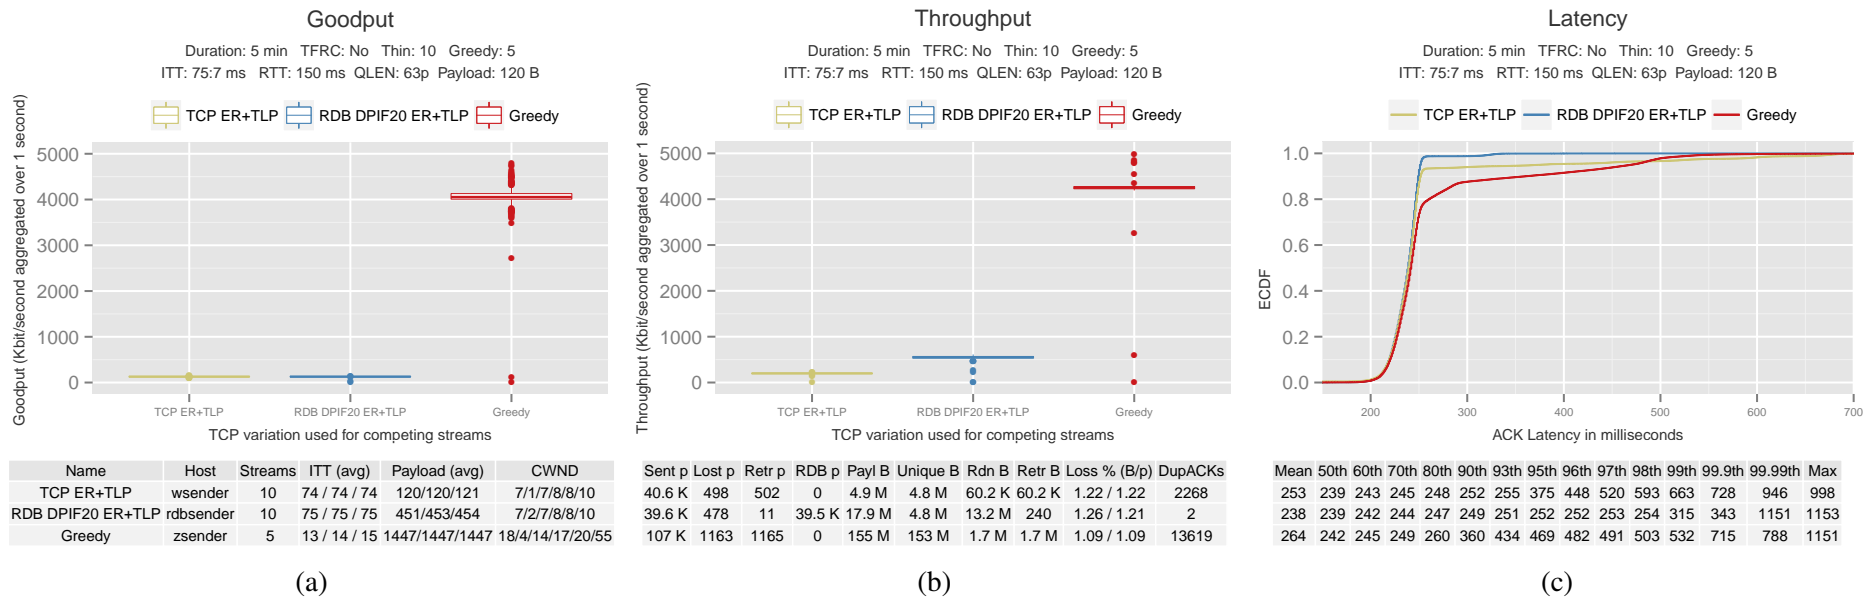 Goodput
Duration: 5 min TFRC: No Thin: 10 Greedy: 5
ITT: 75:7 ms RTT: 150 ms QLEN: 63p Payload: 120 B
TCP ER+TLP RDB DPIF20 ER+TLP Greedy
Goodput (Kbit/second aggregated over 1 second)
5000
4000
3000
2000
1000
0
TCP ER+TLP RDB DPIF20 ER+TLP Greedy
TCP variation used for competing streams
Name Host Streams ITT (avg) Payload (avg) CWND
TCP ER+TLP wsender 10 74 / 74 / 74 120/120/121 7/1/7/8/8/10
RDB DPIF20 ER+TLP rdbsender 10 75 / 75 / 75 451/453/454 7/2/7/8/8/10
Greedy zsender 5 13 / 14 / 15 1447/1447/1447 18/4/14/17/20/55
(a)
Throughput
Duration: 5 min TFRC: No Thin: 10 Greedy: 5
ITT: 75:7 ms RTT: 150 ms QLEN: 63p Payload: 120 B
TCP ER+TLP RDB DPIF20 ER+TLP Greedy
Throughput (Kbit/second aggregated over 1 second)
5000
4000
3000
2000
1000
0
TCP ER+TLP RDB DPIF20 ER+TLP Greedy
TCP variation used for competing streams
Sent p Lost p Retr p RDB p Payl B Unique B Rdn B Retr B Loss % (B/p) DupACKs
40.6 K 498 502 0 4.9 M 4.8 M 60.2 K 60.2 K 1.22 / 1.22 2268
39.6 K 478 11 39.5 K 17.9 M 4.8 M 13.2 M 240 1.26 / 1.21 2
107 K 1163 1165 0 155 M 153 M 1.7 M 1.7 M 1.09 / 1.09 13619
(b)
Latency
Duration: 5 min TFRC: No Thin: 10 Greedy: 5
ITT: 75:7 ms RTT: 150 ms QLEN: 63p Payload: 120 B
TCP ER+TLP RDB DPIF20 ER+TLP Greedy
ECDF
1.0
0.8
0.6
0.4
0.2
0.0
200 300 400 500 600 700
ACK Latency in milliseconds
Mean 50th 60th 70th 80th 90th 93th 95th 96th 97th 98th 99th 99.9th 99.99th Max
253 239 243 245 248 252 255 375 448 520 593 663 728 946 998
238 239 242 244 247 249 251 252 252 253 254 315 343 1151 1153
264 242 245 249 260 360 434 469 482 491 503 532 715 788 1151
(c)